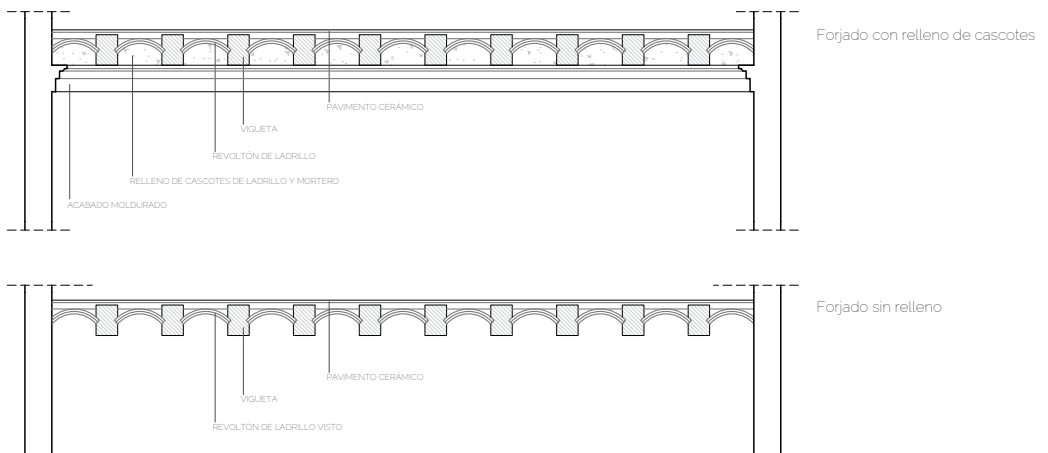 Forjado con relleno de cascotes
PAVIMENTO CERÁMICO
VIGUETA
REVOLTÓN DE LADRILLO
RELLENO DE CASCOTES DE LADRILLO Y MORTERO
ACABADO MOLDURADO
Forjado sin relleno
PAVIMENTO CERÁMICO
VIGUETA
REVOLTÓN DE LADRILLO VISTO